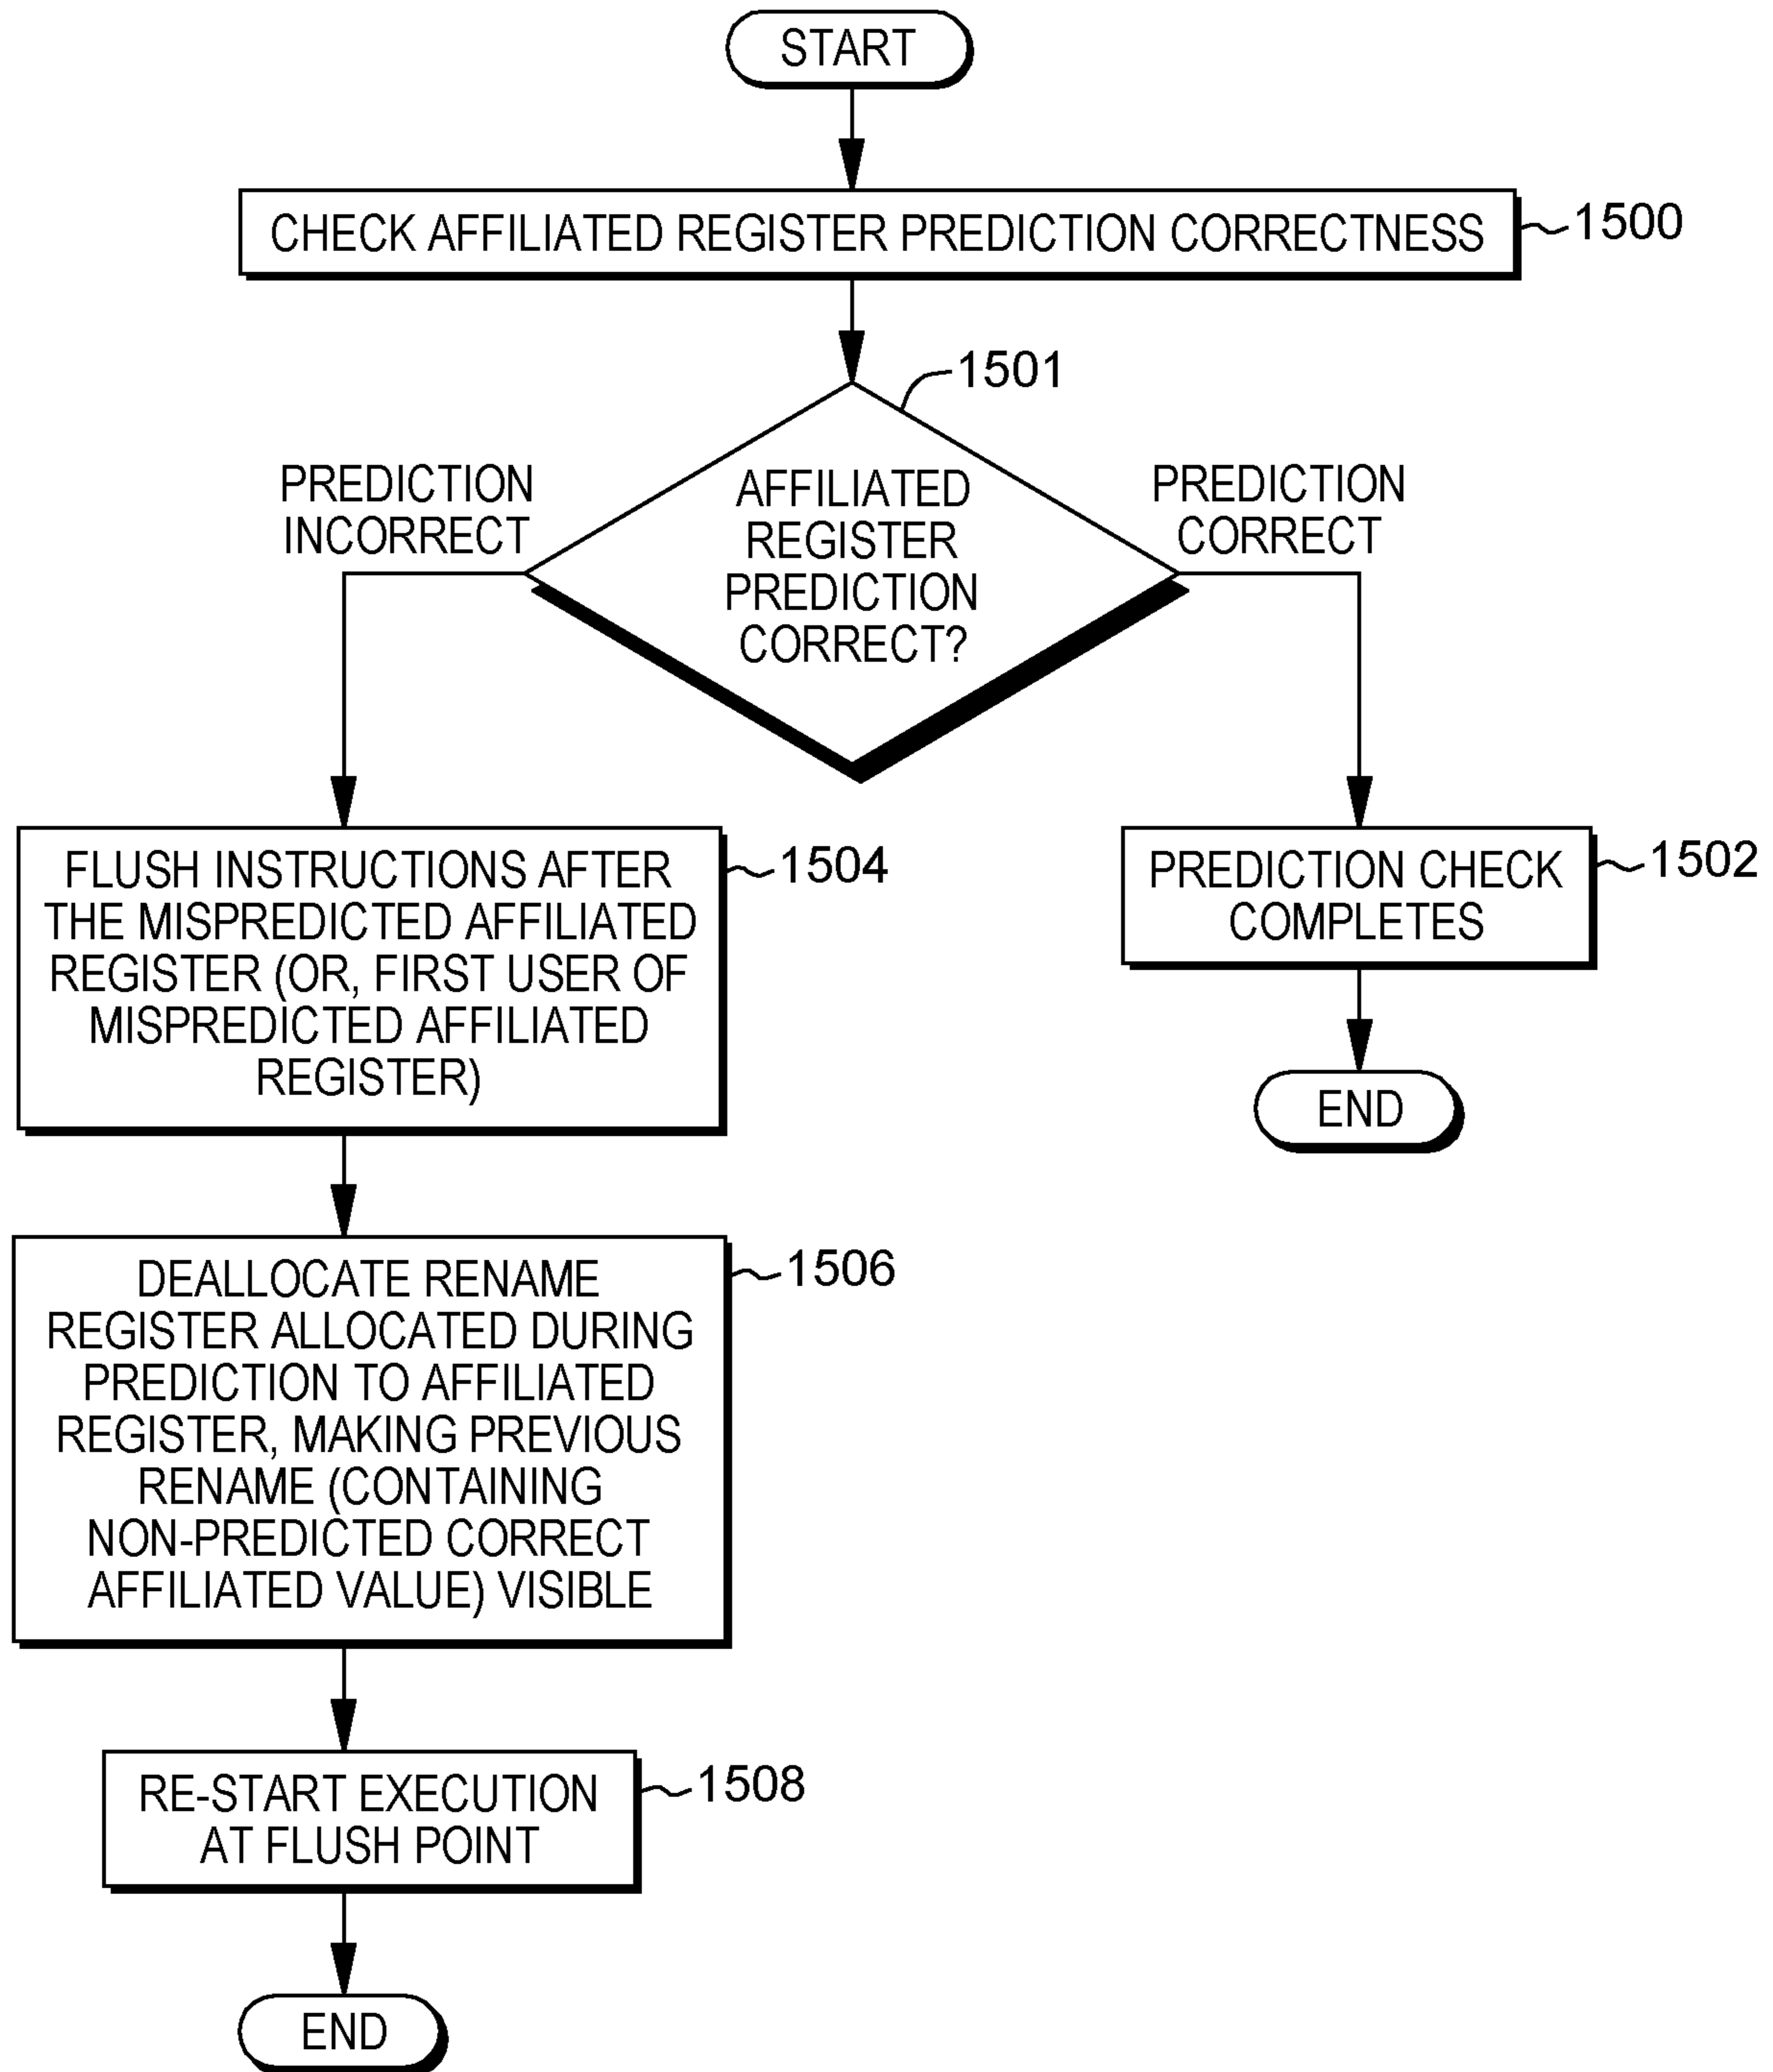 START
CHECK AFFILIATED REGISTER PREDICTION CORRECTNESS
1500
1501
PREDICTION
INCORRECT
AFFILIATED
REGISTER
PREDICTION
CORRECT?
PREDICTION
CORRECT
FLUSH INSTRUCTIONS AFTER
THE MISPREDICTED AFFILIATED
REGISTER (OR, FIRST USER OF
MISPREDICTED AFFILIATED
REGISTER)
1504
PREDICTION CHECK
COMPLETES
1502
END
DEALLOCATE RENAME
REGISTER ALLOCATED DURING
PREDICTION TO AFFILIATED
REGISTER, MAKING PREVIOUS
RENAME (CONTAINING
NON-PREDICTED CORRECT
AFFILIATED VALUE) VISIBLE
1506
RE-START EXECUTION
AT FLUSH POINT
1508
END